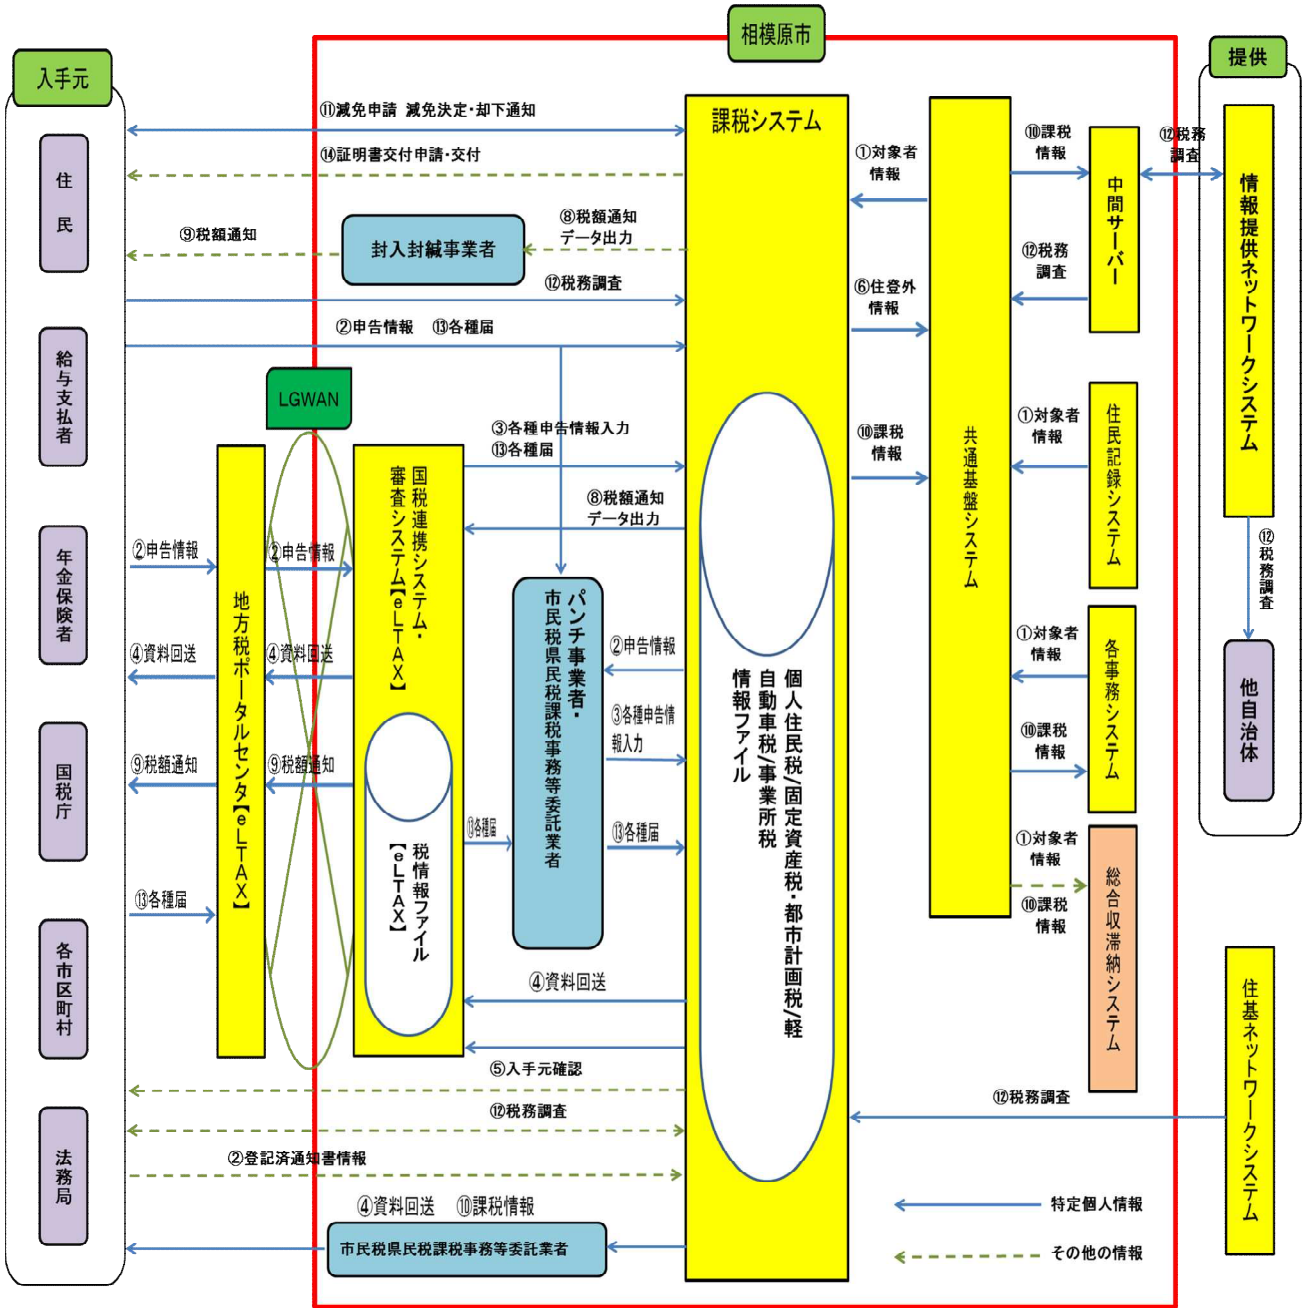 相模原市
入手元
提供
住民
給与支払者
年金保険者
国税庁
各市区町村
法務局
⑪減免申請 減免決定・却下通知
⑭証明書交付申請・交付
⑨税額通知
封入封緘事業者
⑧税額通知
データ出力
⑫税務調査
②申告情報 ⑬各種届
LGWAN
③各種申告情報入力
⑬各種届
⑧税額通知
データ出力
②申告情報
②申告情報
④資料回送
④資料回送
⑨税額通知
⑨税額通知
⑬各種届
地方税ポータルセンタ【eLTAX】
国税連携システム・
審査システム【eLTAX】
税情報ファイル
【eLTAX】
⑬各種届
パンチ事業者・
市民税県民税課税事務等委託業者
②申告情報
③各種申告情
報入力
⑬各種届
④資料回送
⑤入手元確認
⑫税務調査
②登記済通知書情報
④資料回送 ⑩課税情報
市民税県民税課税事務等委託業者
課税システム
個人住民税/固定資産税・都市計画税/軽
自動車税/事業所税
情報ファイル
①対象者
情報
⑥住登外
情報
⑩課税
情報
共通基盤システム
⑩課税
情報
⑫税務
調査
中間サーバー
⑫税務
調査
①対象者
情報
住民記録システム
①対象者
情報
⑩課税
情報
各事務システム
①対象者
情報
⑩課税
情報
総合収滞納システム
情報提供ネットワークシステム
⑫税務調査
他自治体
住基ネットワークシステム
⑫税務調査
特定個人情報
その他の情報